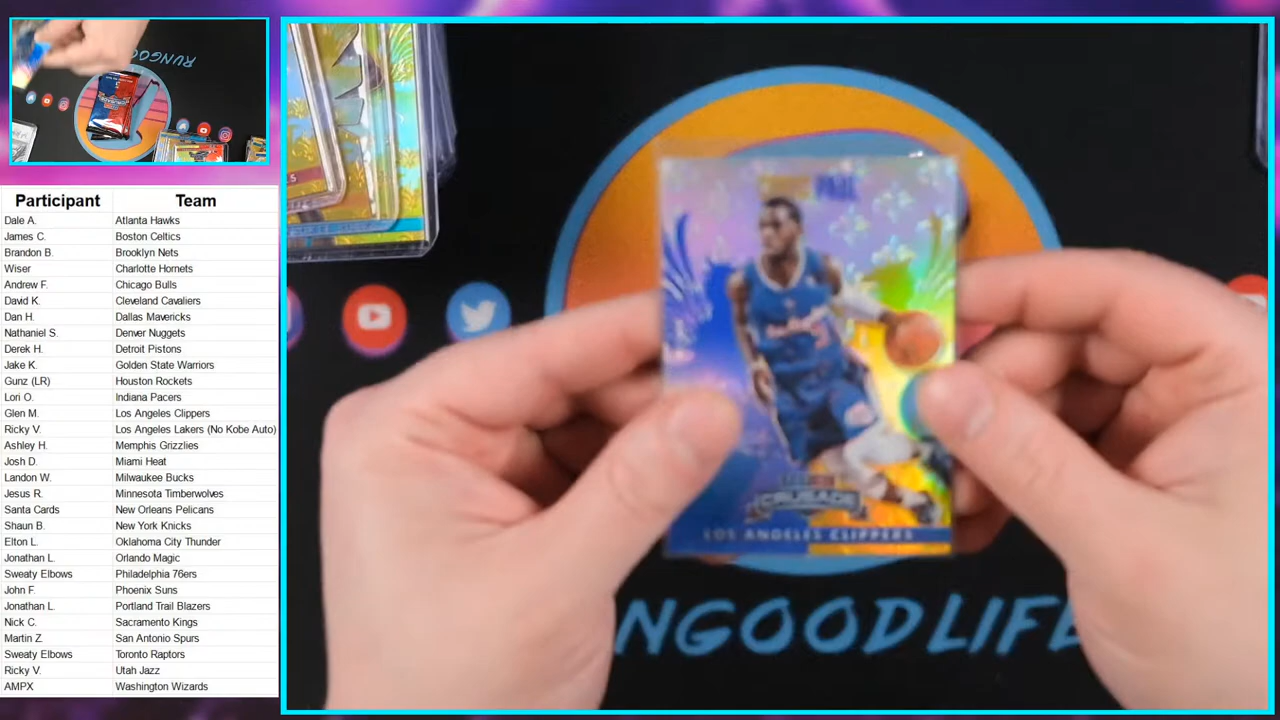 RUNGOOD
Participant Team
Dale A. Atlanta Hawks
James C. Boston Celtics
Brandon B. Brooklyn Nets
Wiser Charlotte Hornets
Andrew F. Chicago Bulls
David K. Cleveland Cavaliers
Dan H. Dallas Mavericks
Nathaniel S. Denver Nuggets
Derek H. Detroit Pistons
Jake K. Golden State Warriors
Gunz (LR) Houston Rockets
Lori O. Indiana Pacers
Glen M. Los Angeles Clippers
Ricky V. Los Angeles Lakers (No Kobe Auto)
Ashley H. Memphis Grizzlies
Josh D. Miami Heat
Landon W. Milwaukee Bucks
Jesus R. Minnesota Timberwolves
Santa Cards New Orleans Pelicans
Shaun B. New York Knicks
Elton L. Oklahoma City Thunder
Jonathan L. Orlando Magic
Sweaty Elbows Philadelphia 76ers
John F. Phoenix Suns
Jonathan L. Portland Trail Blazers
Nick C. Sacramento Kings
Martin Z. San Antonio Spurs
Sweaty Elbows Toronto Raptors
Ricky V. Utah Jazz
AMPX Washington Wizards
PAUL
CRUSADE
LOS ANGELES CLIPPERS
NGOODLIFE